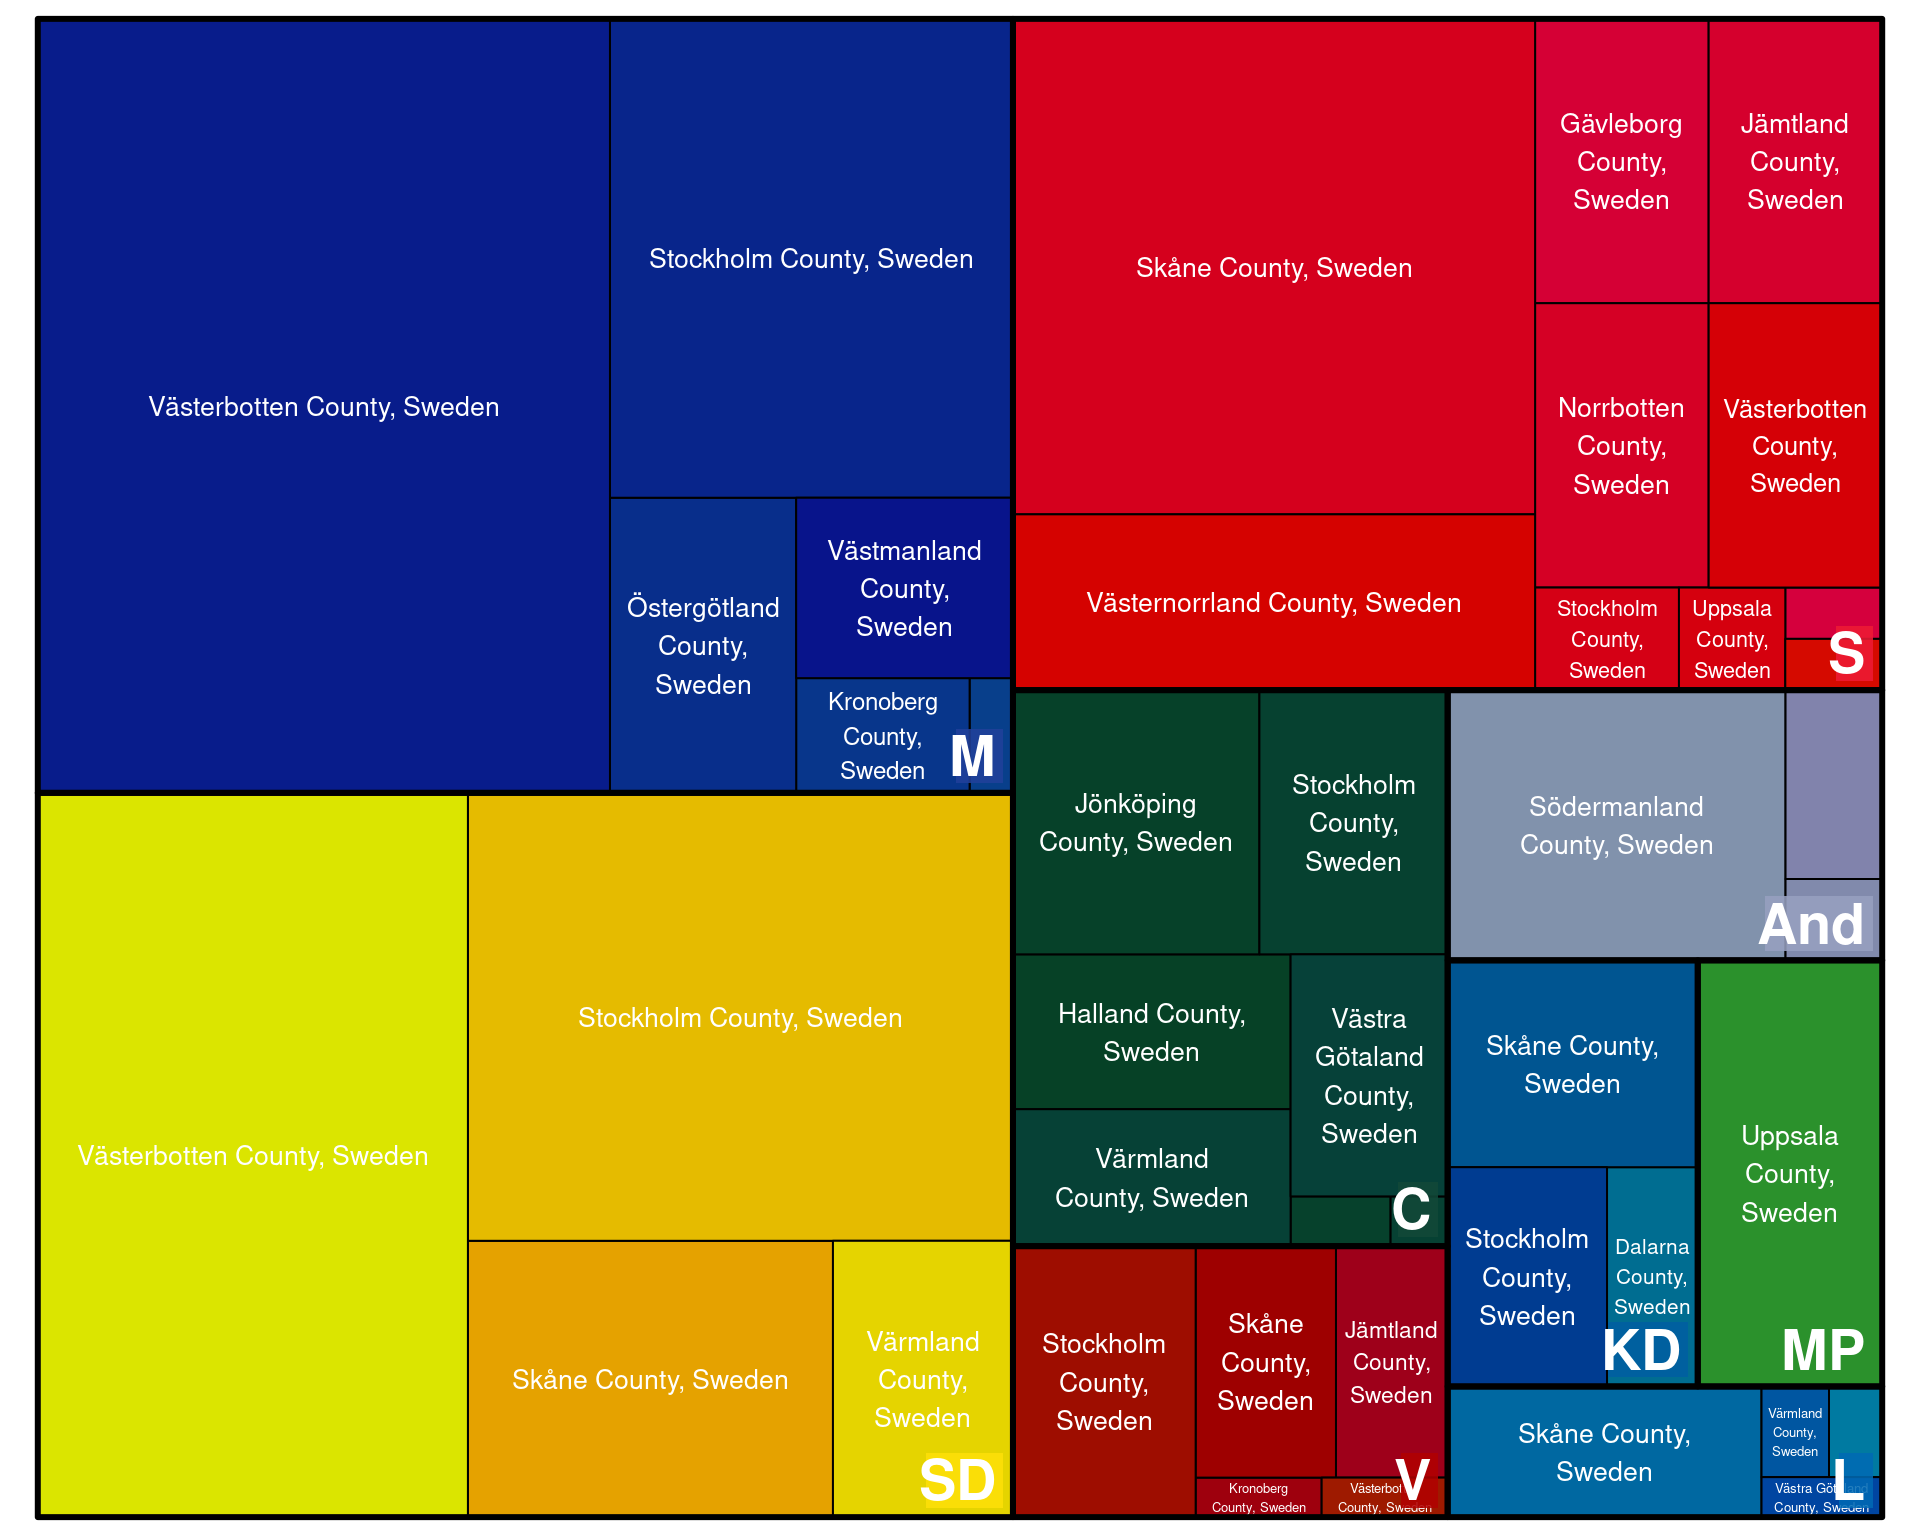 Västerbotten County, Sweden
Stockholm County, Sweden
Östergötland
County,
Sweden
Västmanland
County,
Sweden
Kronoberg
County,
Sweden
M
Skåne County, Sweden
Västernorrland County, Sweden
Gävleborg
County,
Sweden
Jämtland
County,
Sweden
Norrbotten
County,
Sweden
Västerbotten
County,
Sweden
Stockholm
County,
Sweden
Uppsala
County,
Sweden
S
Västerbotten County, Sweden
Stockholm County, Sweden
Skåne County, Sweden
Värmland
County,
Sweden
SD
Jönköping
County, Sweden
Stockholm
County,
Sweden
Halland County,
Sweden
Västra
Götaland
County,
Sweden
Värmland
County, Sweden
C
Södermanland
County, Sweden
And
Skåne County,
Sweden
Stockholm
County,
Sweden
Dalarna
County,
Sweden
KD
Uppsala
County,
Sweden
MP
Stockholm
County,
Sweden
Skåne
County,
Sweden
Jämtland
County,
Sweden
Kronoberg
County, Sweden
County, Sweden
V
Skåne County,
Sweden
Värmland
County,
Sweden
Västra
County, Sweden
L